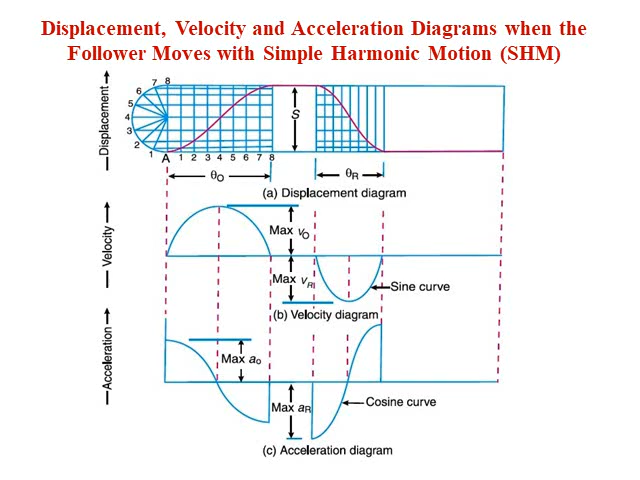 Displacement, Velocity and Acceleration Diagrams when the
Follower Moves with Simple Harmonic Motion (SHM)
Displacement
7 8
6
5
4
3
2
1
S
A 1 2 3 4 5 6 7 8
θO
θR
(a) Displacement diagram
Velocity
Max vO
Max vR
Sine curve
(b) Velocity diagram
Acceleration
Max aO
Max aR
Cosine curve
(c) Acceleration diagram